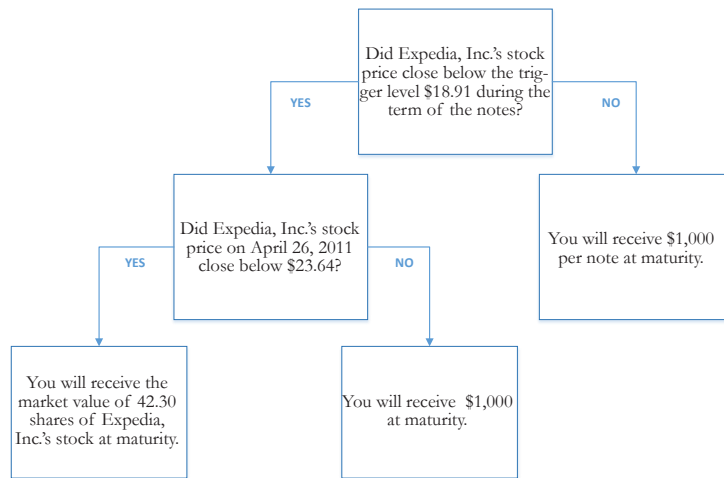 Did Expedia, Inc.'s stock
price close below the trig-
ger level $18.91 during the
term of the notes?
YES
NO
Did Expedia, Inc.'s stock
price on April 26, 2011
close below $23.64?
You will receive $1,000
per note at maturity.
YES
NO
You will receive the
market value of 42.30
shares of Expedia,
Inc.'s stock at maturity.
You will receive $1,000
at maturity.